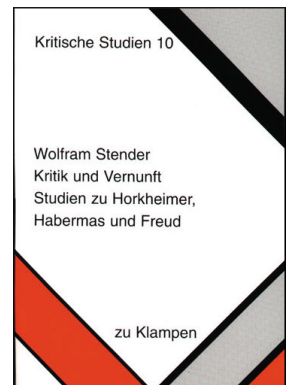 Kritische Studien 10
Wolfram Stender
Kritik und Vernunft
Studien zu Horkheimer,
Habermas und Freud
zu Klampen